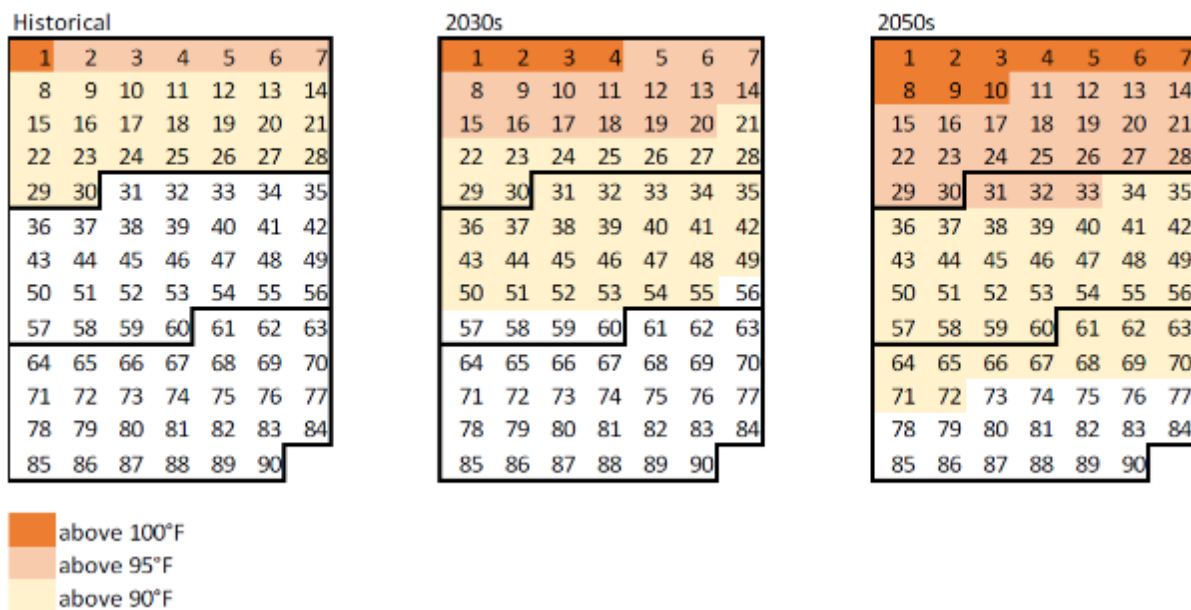 Historical 2030s 2050s
1 2 3 4 5 6 7 1 2 3 4 5 6 7 1 2 3 4 5 6 7
8 9 10 11 12 13 14 8 9 10 11 12 13 14 8 9 10 11 12 13 14
15 16 17 18 19 20 21 15 16 17 18 19 20 21 15 16 17 18 19 20 21
22 23 24 25 26 27 28 22 23 24 25 26 27 28 22 23 24 25 26 27 28
29 30 31 32 33 34 35 29 30 31 32 33 34 35 29 30 31 32 33 34 35
36 37 38 39 40 41 42 36 37 38 39 40 41 42 36 37 38 39 40 41 42
43 44 45 46 47 48 49 43 44 45 46 47 48 49 43 44 45 46 47 48 49
50 51 52 53 54 55 56 50 51 52 53 54 55 56 50 51 52 53 54 55 56
57 58 59 60 61 62 63 57 58 59 60 61 62 63 57 58 59 60 61 62 63
64 65 66 67 68 69 70 64 65 66 67 68 69 70 64 65 66 67 68 69 70
71 72 73 74 75 76 77 71 72 73 74 75 76 77 71 72 73 74 75 76 77
78 79 80 81 82 83 84 78 79 80 81 82 83 84 78 79 80 81 82 83 84
85 86 87 88 89 90 85 86 87 88 89 90 85 86 87 88 89 90
above 100°F
above 95°F
above 90°F